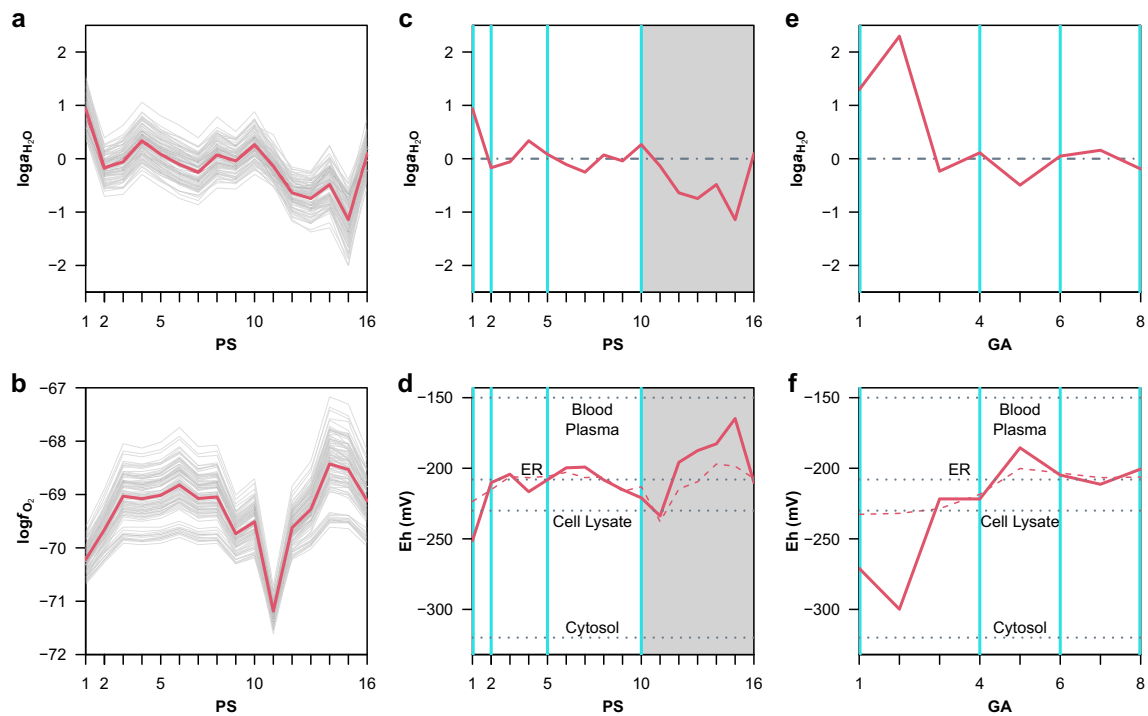 a
2
1
0
−1
−2
logaH2O
1 2 5 10 16
PS
c
2
1
0
−1
−2
logaH2O
1 2 5 10 16
PS
e
2
1
0
−1
−2
logaH2O
1 4 6 8
GA
b
−67
−68
−69
−70
−71
−72
logfO2
1 2 5 10 16
PS
d
−150
−200
−250
−300
Eh (mV)
Blood
Plasma
ER
Cell Lysate
Cytosol
1 2 5 10 16
PS
f
−150
−200
−250
−300
Eh (mV)
Blood
Plasma
ER
Cell Lysate
Cytosol
1 4 6 8
GA